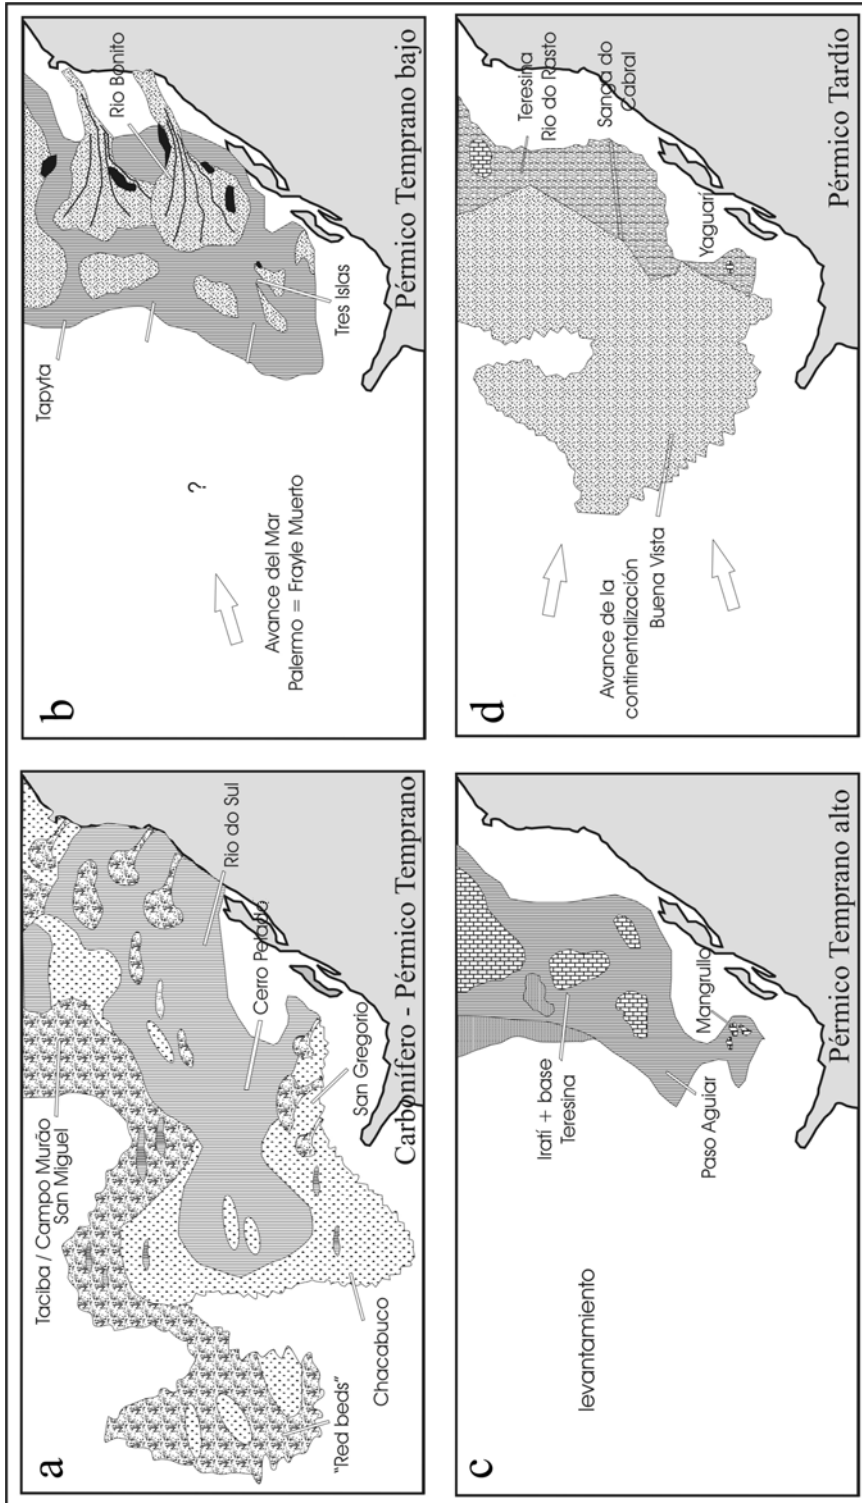 a
Taciba / Campo Murão
San Miguel
Rio do Sul
Cerro Pelado
San Gregorio
Chacabuco
"Red beds"
Carbonífero - Pérmico Temprano
b
Tapyta
Rio Bonito
Tres Islas
?
Avance del Mar
Palermo = Frayle Muerto
Pérmico Temprano bajo
c
levantamiento
Iratí + base
Teresina
Mangrullo
Paso Aguiar
Pérmico Temprano alto
d
Teresina
Rio do Rasto
Sanga do
Cabral
Yaguarí
Buena Vista
Avance de la
continentalización
Pérmico Tardío